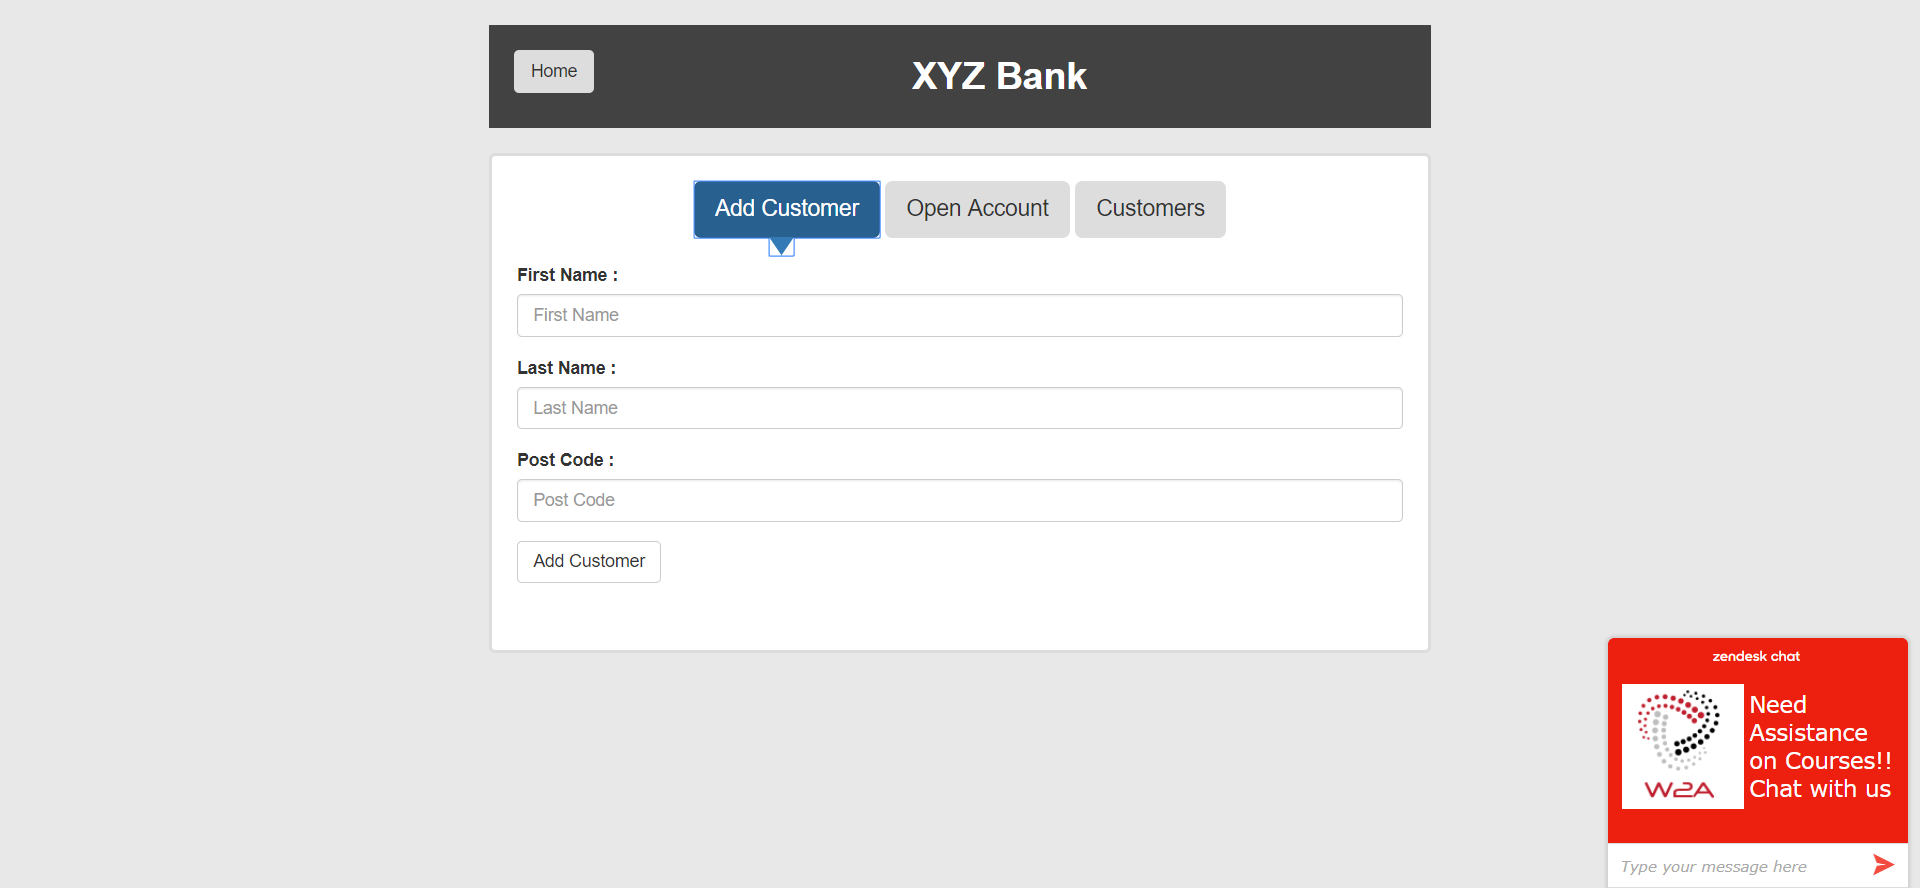 Home
XYZ Bank
Add Customer
Open Account
Customers
First Name :
First Name
Last Name :
Last Name
Post Code :
Post Code
Add Customer
zendesk chat
W2A
Need
Assistance
on Courses!!
Chat with us
Type your message here